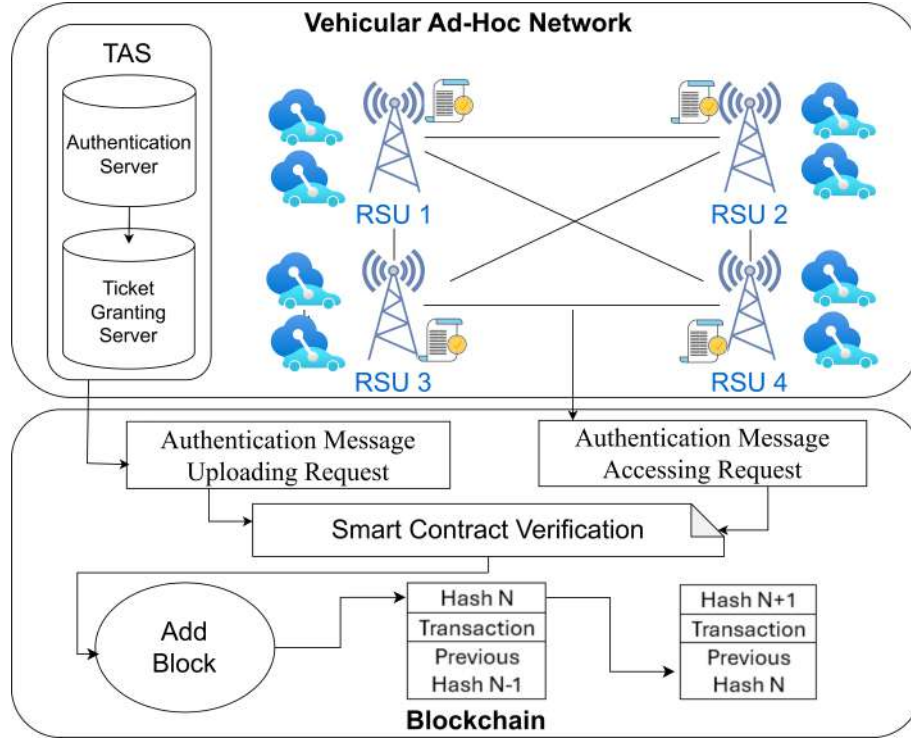 Vehicular Ad-Hoc Network
TAS
Authentication
Server
Ticket
Granting
Server
RSU 1
RSU 2
RSU 3
RSU 4
Authentication Message
Uploading Request
Authentication Message
Accessing Request
Smart Contract Verification
Add
Block
Hash N
Transaction
Previous
Hash N-1
Hash N+1
Transaction
Previous
Hash N
Blockchain